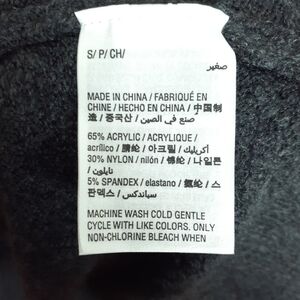 S/ P/ CH/
صغير
MADE IN CHINA / FABRIQUÉ EN
CHINE / HECHO EN CHINA / 中国制
造 / 중국산 / صنع في الصين
65% ACRYLIC / ACRYLIQUE /
acrílico / 腈纶 / 아크릴 / أكريليك
30% NYLON / nilón / 锦纶 / 나일론
/ نايلون
5% SPANDEX / elastano / 氨纶 / 스
판덱스 / سباندكس
MACHINE WASH COLD GENTLE
CYCLE WITH LIKE COLORS. ONLY
NON-CHLORINE BLEACH WHEN